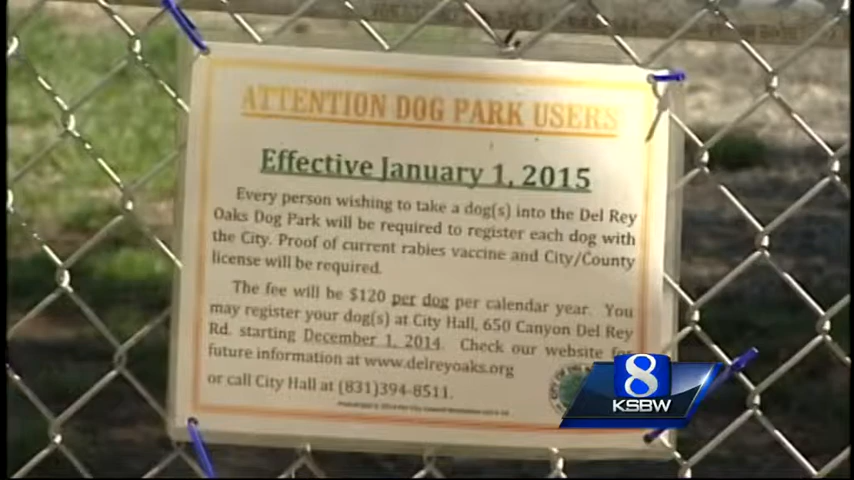 ATTENTION DOG PARK USERS
Effective January 1, 2015
Every person wishing to take a dog(s) into the Del Rey
Oaks Dog Park will be required to register each dog with
the City. Proof of current rabies vaccine and City/County
license will be required.
The fee will be $120 per dog per calendar year. You
may register your dog(s) at City Hall, 650 Canyon Del Rey
Rd. starting December 1, 2014. Check our website for
future information at www.delreyoaks.org
or call City Hall at (831)394-8511.
8
KSBW